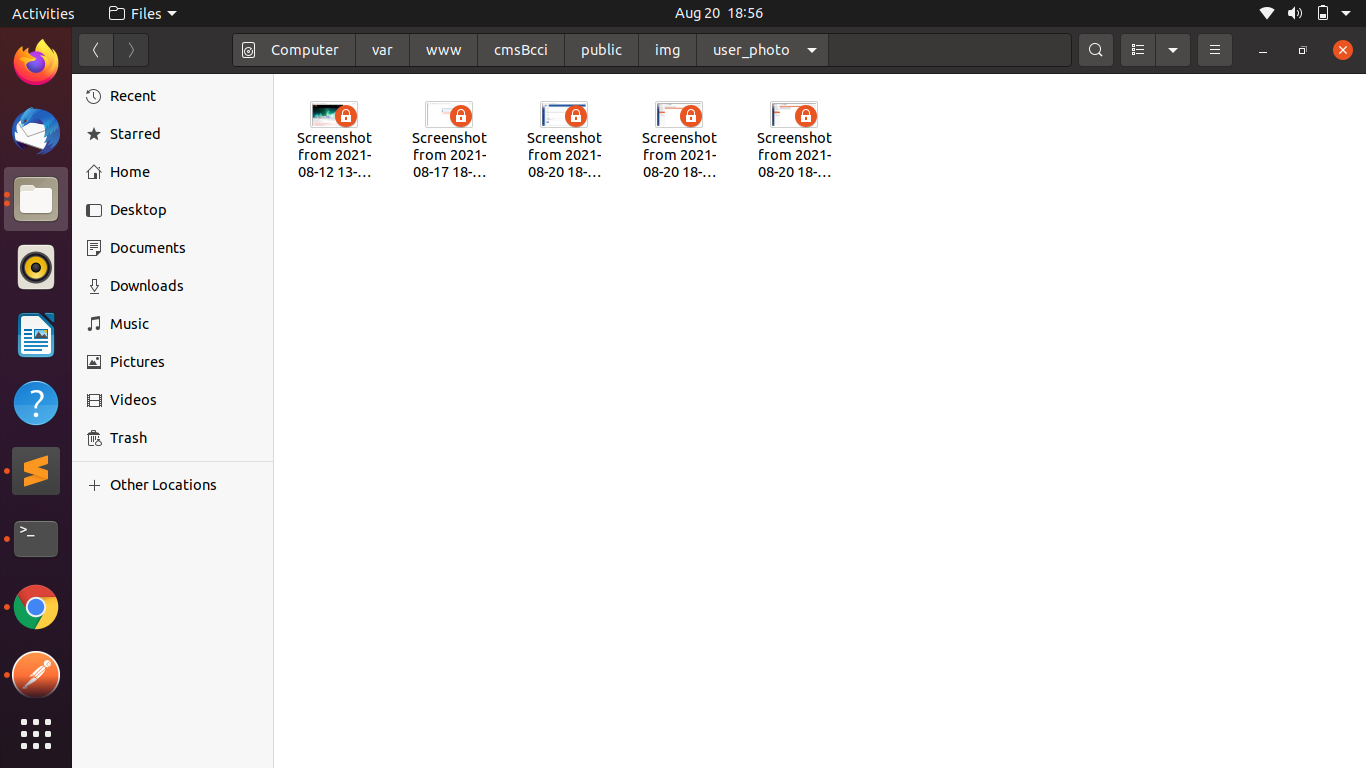 Activities Files Aug 20 18:56
Computer var www cmsBcci public img user_photo
Recent
Starred
Home
Desktop
Documents
Downloads
Music
Pictures
Videos
Trash
Other Locations
Screenshot
from 2021-
08-12 13-...
Screenshot
from 2021-
08-17 18-...
Screenshot
from 2021-
08-20 18-...
Screenshot
from 2021-
08-20 18-...
Screenshot
from 2021-
08-20 18-...